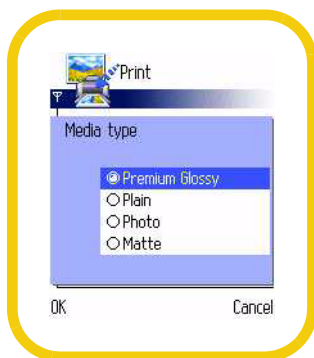 Print
Media type
Premium Glossy
Plain
Photo
Matte
OK Cancel